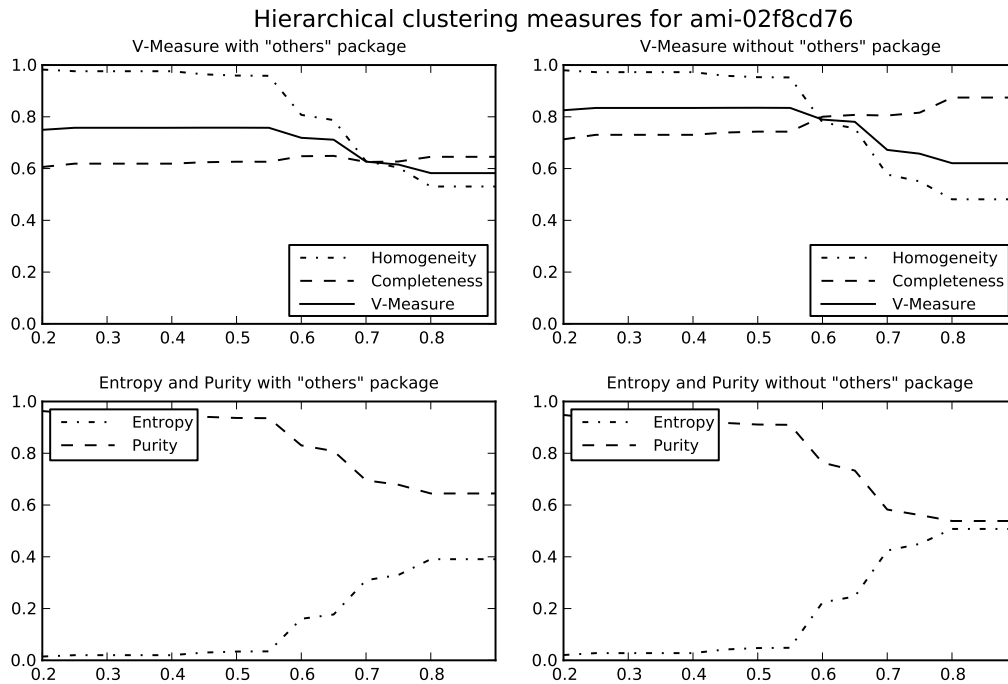 Hierarchical clustering measures for ami-02f8cd76
V-Measure with "others" package
1.0
0.8
0.6
0.4
0.2
0.0
0.2 0.3 0.4 0.5 0.6 0.7 0.8
Homogeneity
Completeness
V-Measure
V-Measure without "others" package
1.0
0.8
0.6
0.4
0.2
0.0
0.2 0.3 0.4 0.5 0.6 0.7 0.8
Homogeneity
Completeness
V-Measure
Entropy and Purity with "others" package
1.0
0.8
0.6
0.4
0.2
0.0
0.2 0.3 0.4 0.5 0.6 0.7 0.8
Entropy
Purity
Entropy and Purity without "others" package
1.0
0.8
0.6
0.4
0.2
0.0
0.2 0.3 0.4 0.5 0.6 0.7 0.8
Entropy
Purity